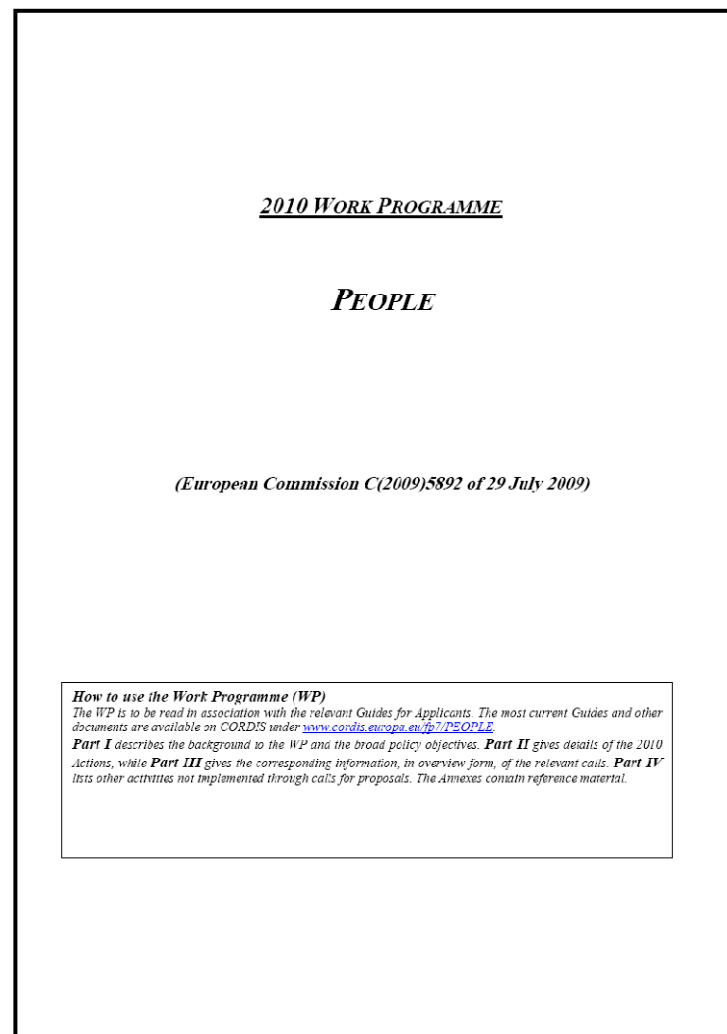 2010 WORK PROGRAMME
PEOPLE
(European Commission C(2009)5892 of 29 July 2009)
How to use the Work Programme (WP)
The WP is to be read in association with the relevant Guides for Applicants. The most current Guides and other
documents are available on CORDIS under www.cordis.europa.eu/fp7/PEOPLE.
Part I describes the background to the WP and the broad policy objectives. Part II gives details of the 2010
Actions, while Part III gives the corresponding information, in overview form, of the relevant calls. Part IV
lists other activities not implemented through calls for proposals. The Annexes contain reference material.